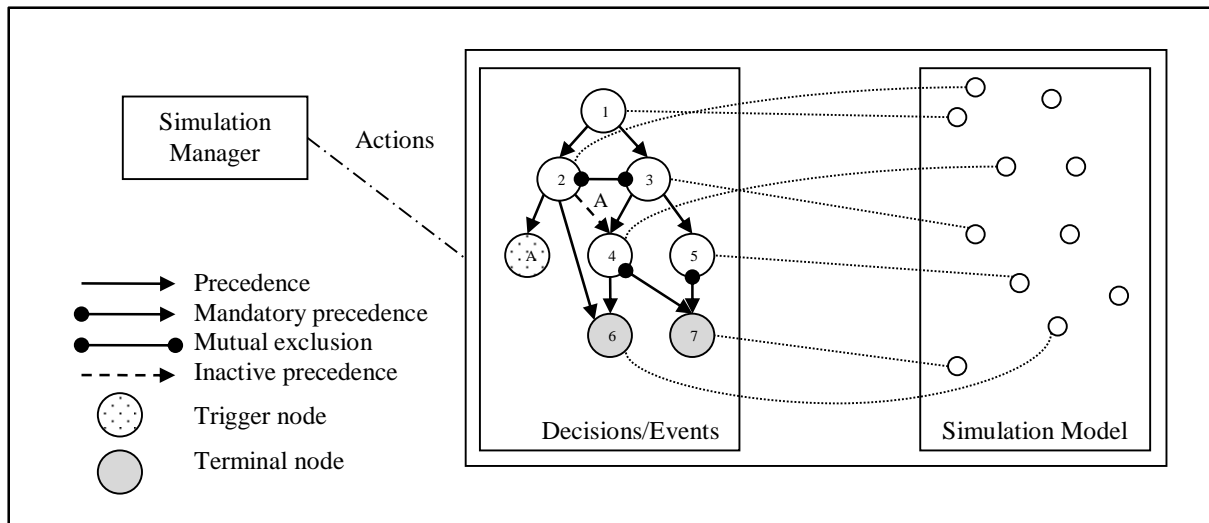 Simulation
Manager
Actions
1
2
3
A
A
4
5
6
7
Precedence
Mandatory precedence
Mutual exclusion
Inactive precedence
Trigger node
Terminal node
Decisions/Events
Simulation Model